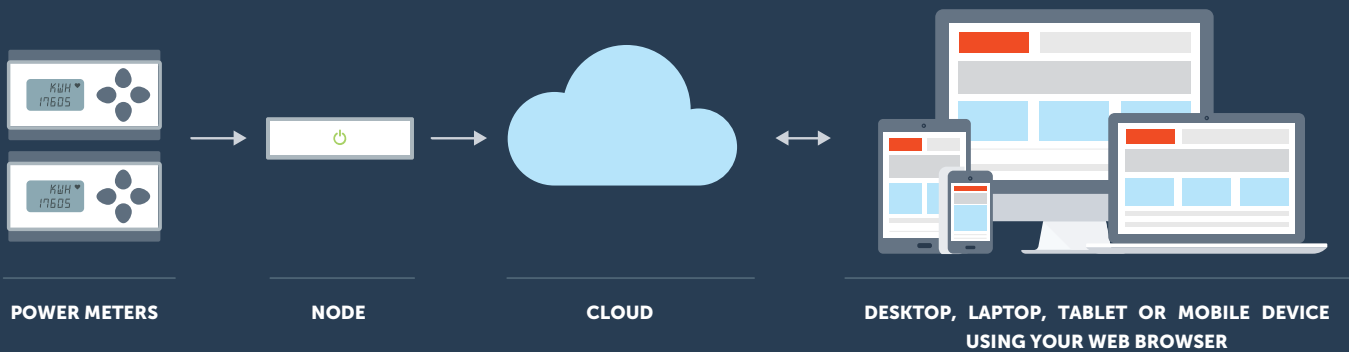 KWH
17605
KWH
17605
POWER METERS
NODE
CLOUD
DESKTOP, LAPTOP, TABLET OR MOBILE DEVICE
USING YOUR WEB BROWSER